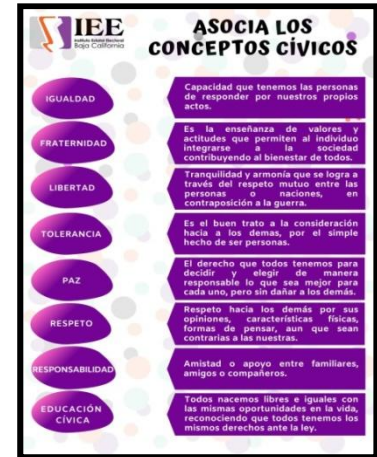 IEE
Instituto Estatal Electoral
Baja California
ASOCIA LOS
CONCEPTOS CÍVICOS
IGUALDAD
Capacidad que tenemos las personas
de responder por nuestros propios
actos.
FRATERNIDAD
Es la enseñanza de valores y
actitudes que permiten al individuo
integrarse a la sociedad
contribuyendo al bienestar de todos.
LIBERTAD
Tranquilidad y armonía que se logra a
través del respeto mutuo entre las
personas o naciones, en
contraposición a la guerra.
TOLERANCIA
Es el buen trato a la consideración
hacia a los demas, por el simple
hecho de ser personas.
PAZ
El derecho que todos tenemos para
decidir y elegir de manera
responsable lo que sea mejor para
cada uno, pero sin dañar a los demás.
RESPETO
Respeto hacia los demás por sus
opiniones, características físicas,
formas de pensar, aun que sean
contrarias a las nuestras.
RESPONSABILIDAD
Amistad o apoyo entre familiares,
amigos o compañeros.
EDUCACIÓN
CÍVICA
Todos nacemos libres e iguales con
las mismas oportunidades en la vida,
reconociendo que todos tenemos los
mismos derechos ante la ley.